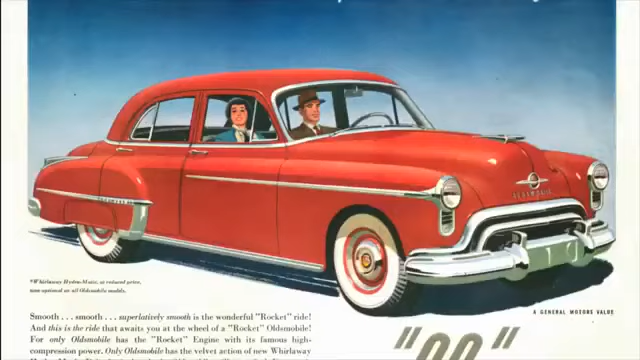 OLDSMOBILE
*Whirlaway Hydra-Matic, at reduced price,
now optional on all Oldsmobile models.
A GENERAL MOTORS VALUE
Smooth . . . smooth . . . superlatively smooth is the wonderful "Rocket" ride!
And this is the ride that awaits you at the wheel of a "Rocket" Oldsmobile!
For only Oldsmobile has the "Rocket" Engine with its famous high-
compression power. Only Oldsmobile has the velvet action of new Whirlaway